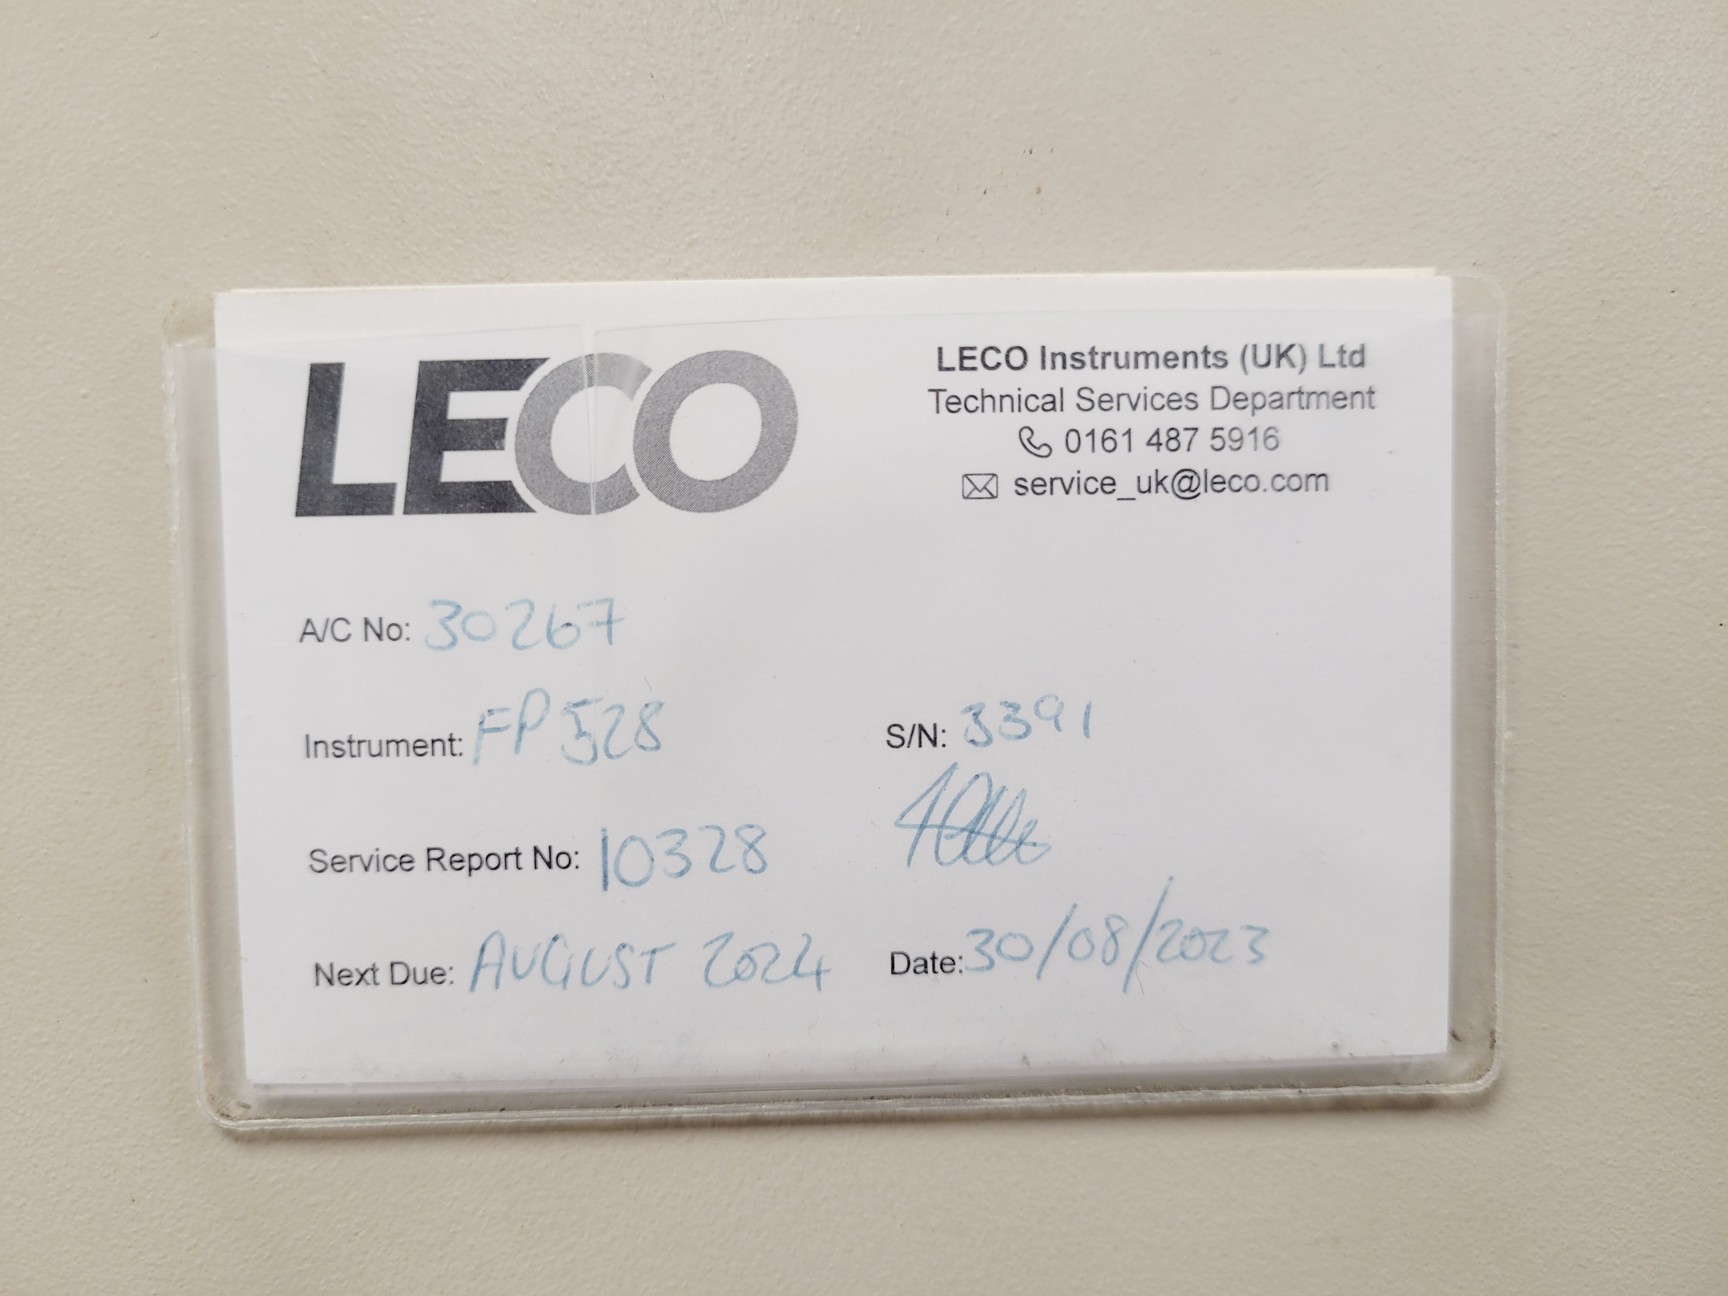 LECO
LECO Instruments (UK) Ltd
Technical Services Department
0161 487 5916
service_uk@leco.com
A/C No: 30267
Instrument: FP528 S/N: 3391
Service Report No: 10328
Next Due: AUGUST 2024 Date: 30/08/2023